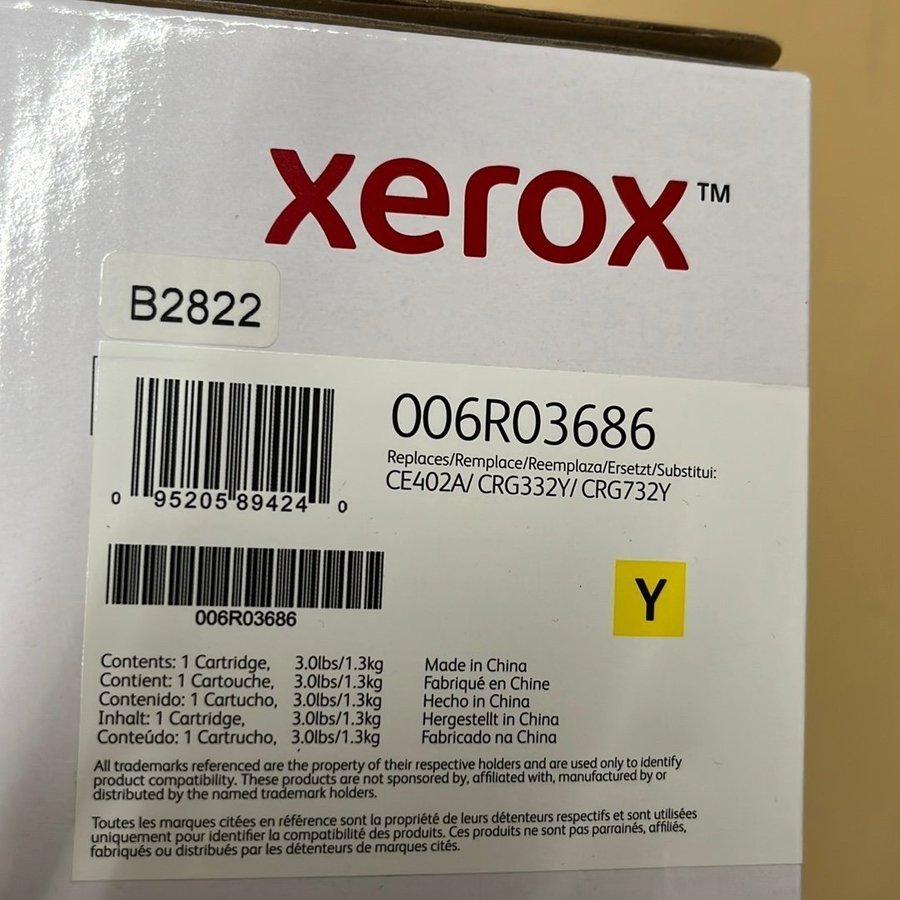 xerox™
B2822
006R03686
Replaces/Remplace/Reemplaza/Ersetzt/Substitui:
CE402A/ CRG332Y/ CRG732Y
0 95205 89424 0
006R03686
Y
Contents: 1 Cartridge, 3.0lbs/1.3kg Made in China
Contient: 1 Cartouche, 3.0lbs/1.3kg Fabriqué en Chine
Contenido: 1 Cartucho, 3.0lbs/1.3kg Hecho in China
Inhalt: 1 Cartridge, 3.0lbs/1.3kg Hergestellt in China
Conteúdo: 1 Cartrucho, 3.0lbs/1.3kg Fabricado na China
All trademarks referenced are the property of their respective holders and are used only to identify
product compatibility. These products are not sponsored by, affiliated with, manufactured by or
distributed by the named trademark holders.
Toutes les marques citées en référence sont la propriété de leurs détenteurs respectifs et sont utilisées
uniquement pour identifier la compatibilité des produits. Ces produits ne sont pas parrainés, affiliés,
fabriqués ou distribués par les détenteurs de marques cités.